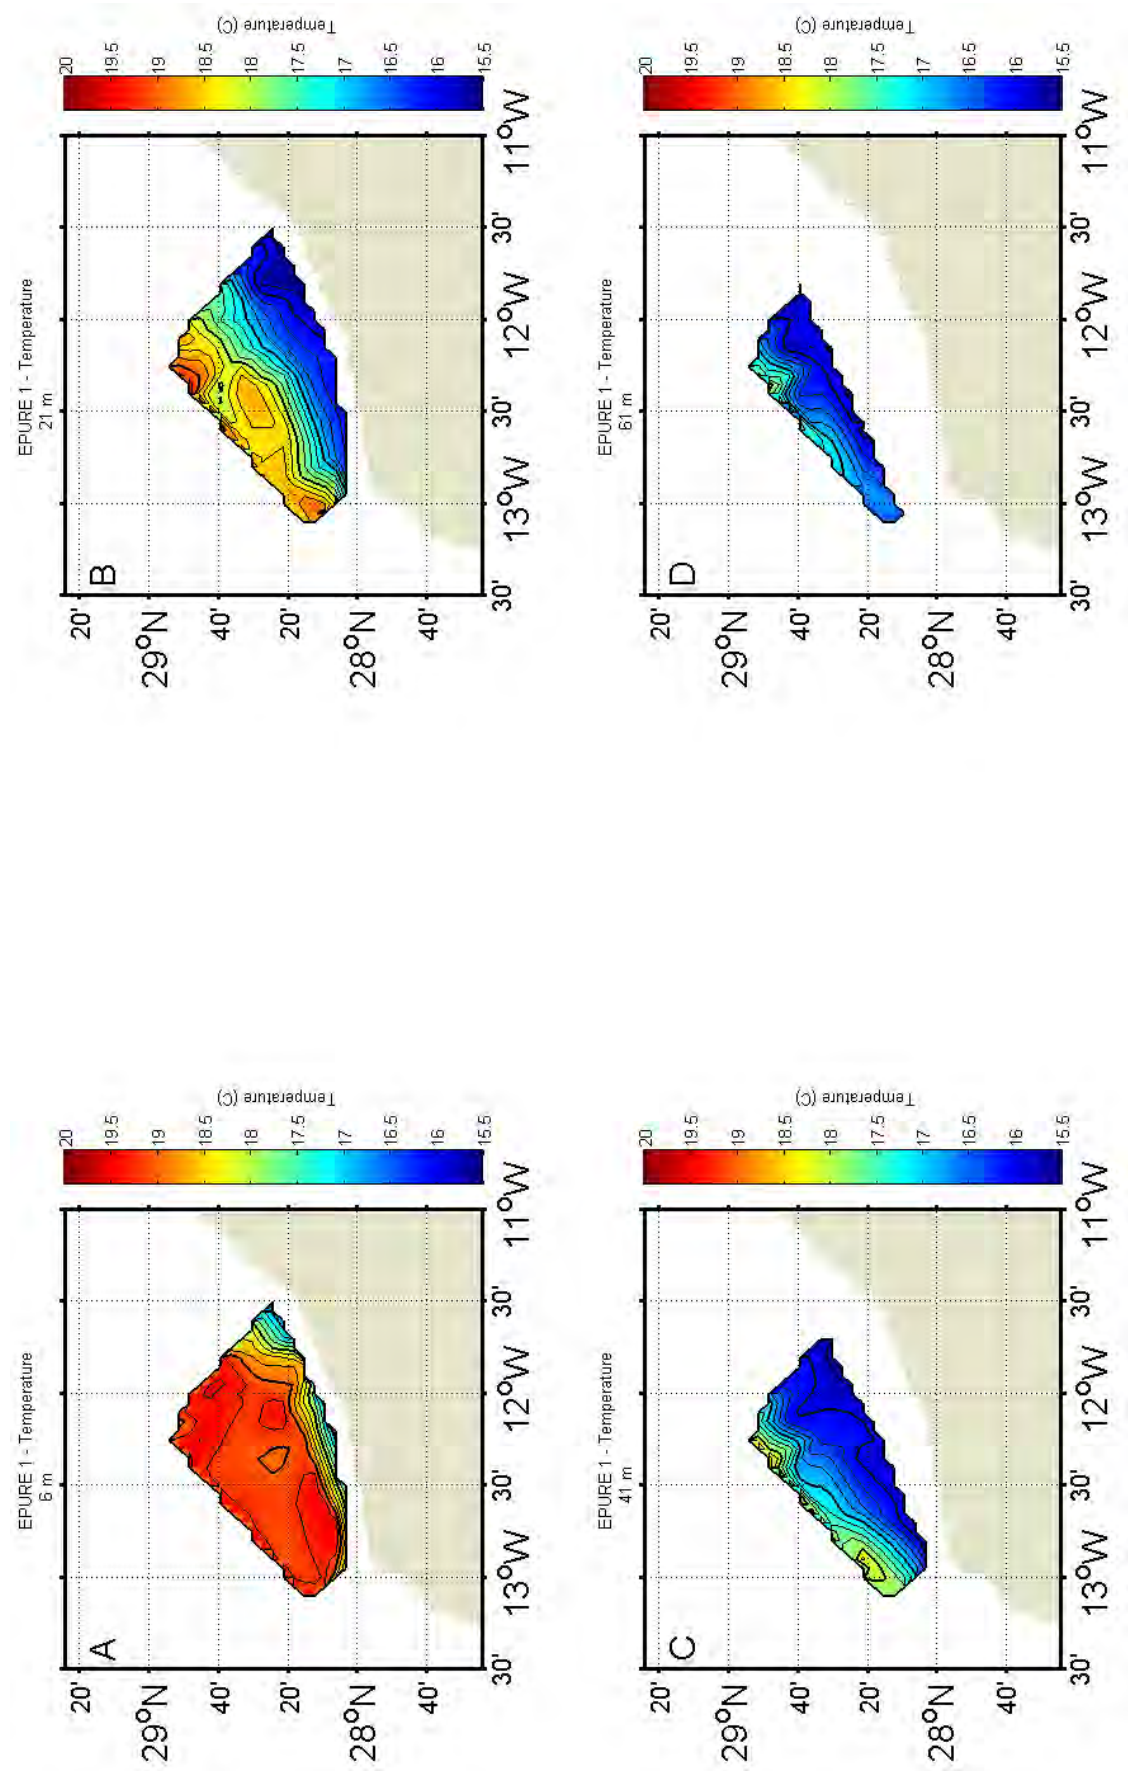 EPURE 1 - Temperature
6 m
A
20'
29°N
40'
20'
28°N
40'
30'
13°W
30'
12°W
30'
11°W
20
19.5
19
18.5
18
17.5
17
16.5
16
15.5
Temperature (C)
EPURE 1 - Temperature
21 m
B
20'
29°N
40'
20'
28°N
40'
30'
13°W
30'
12°W
30'
11°W
20
19.5
19
18.5
18
17.5
17
16.5
16
15.5
Temperature (C)
EPURE 1 - Temperature
41 m
C
20'
29°N
40'
20'
28°N
40'
30'
13°W
30'
12°W
30'
11°W
20
19.5
19
18.5
18
17.5
17
16.5
16
15.5
Temperature (C)
EPURE 1 - Temperature
61 m
D
20'
29°N
40'
20'
28°N
40'
30'
13°W
30'
12°W
30'
11°W
20
19.5
19
18.5
18
17.5
17
16.5
16
15.5
Temperature (C)